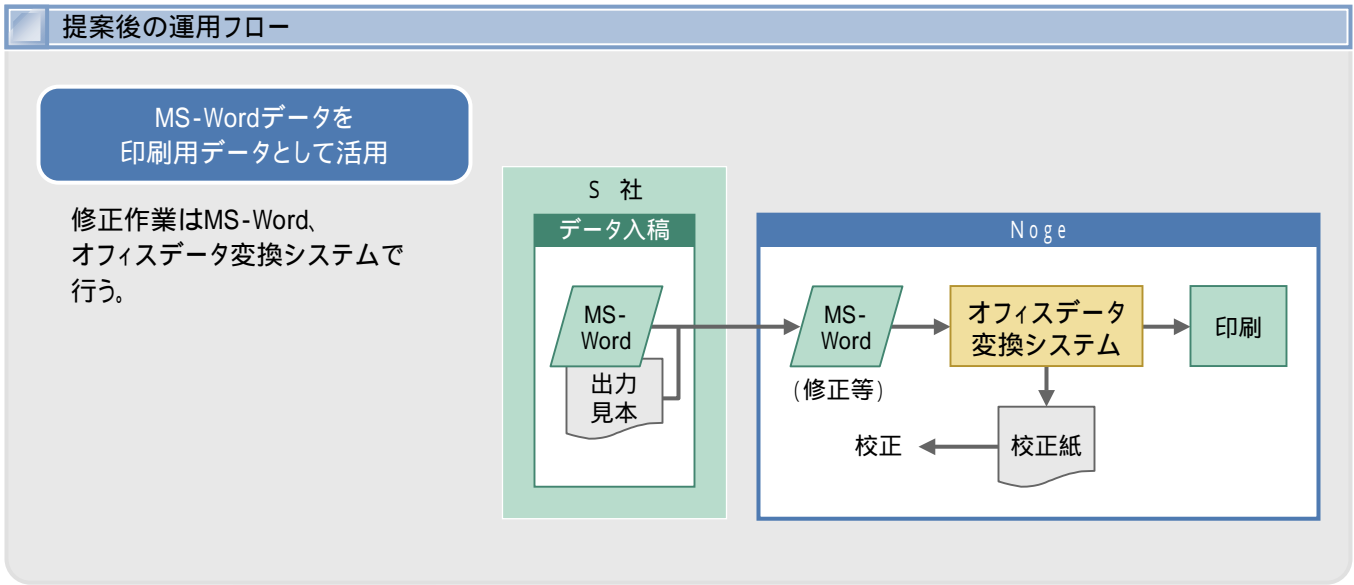 提案後の運用フロー
MS-Wordデータを
印刷用データとして活用
修正作業はMS-Word、
オフィスデータ変換システムで
行う。
S 社
データ入稿
MS-
Word
出力
見本
Noge
MS-
Word
(修正等)
オフィスデータ
変換システム
印刷
校正紙
校正